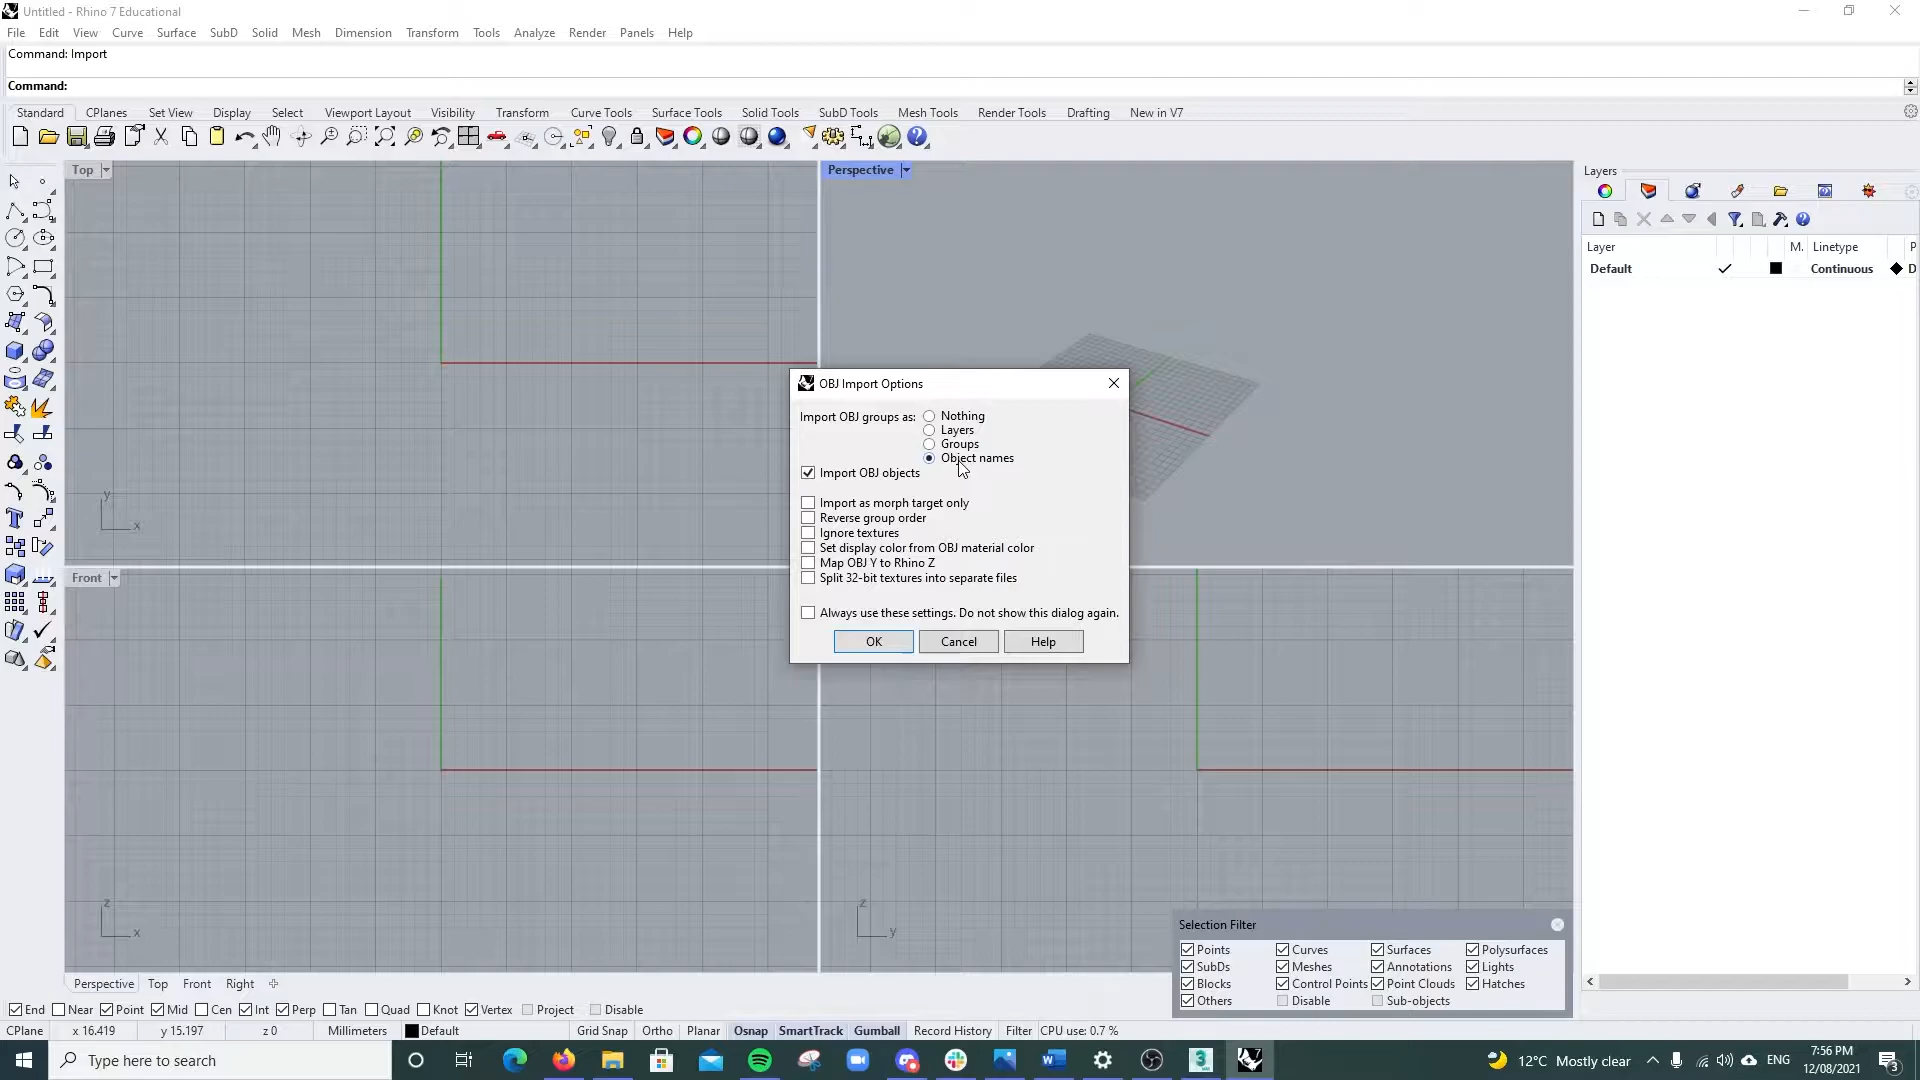 Untitled - Rhino 7 Educational
File Edit View Curve Surface SubD Solid Mesh Dimension Transform Tools Analyze Render Panels Help
Command: Import
Command:
Standard CPlanes Set View Display Select Viewport Layout Visibility Transform Curve Tools Surface Tools Solid Tools SubD Tools Mesh Tools Render Tools Drafting New in V7
Top
Perspective
Layers
Layer M. Linetype P
Default Continuous D
OBJ Import Options
Import OBJ groups as: Nothing
Layers
Groups
Object names
Import OBJ objects
Import as morph target only
Reverse group order
Ignore textures
Set display color from OBJ material color
Map OBJ Y to Rhino Z
Split 32-bit textures into separate files
Always use these settings. Do not show this dialog again.
OK Cancel Help
y
x
Front
z
x
z
y
Selection Filter
Points Curves Surfaces Polysurfaces
SubDs Meshes Annotations Lights
Blocks Control Points Point Clouds Hatches
Others Disable Sub-objects
Perspective Top Front Right
End Near Point Mid Cen Int Perp Tan Quad Knot Vertex Project Disable
CPlane x 16.419 y 15.197 z 0 Millimeters Default Grid Snap Ortho Planar Osnap SmartTrack Gumball Record History Filter CPU use: 0.7 %
Type here to search
12°C Mostly clear ENG
7:56 PM
12/08/2021
3